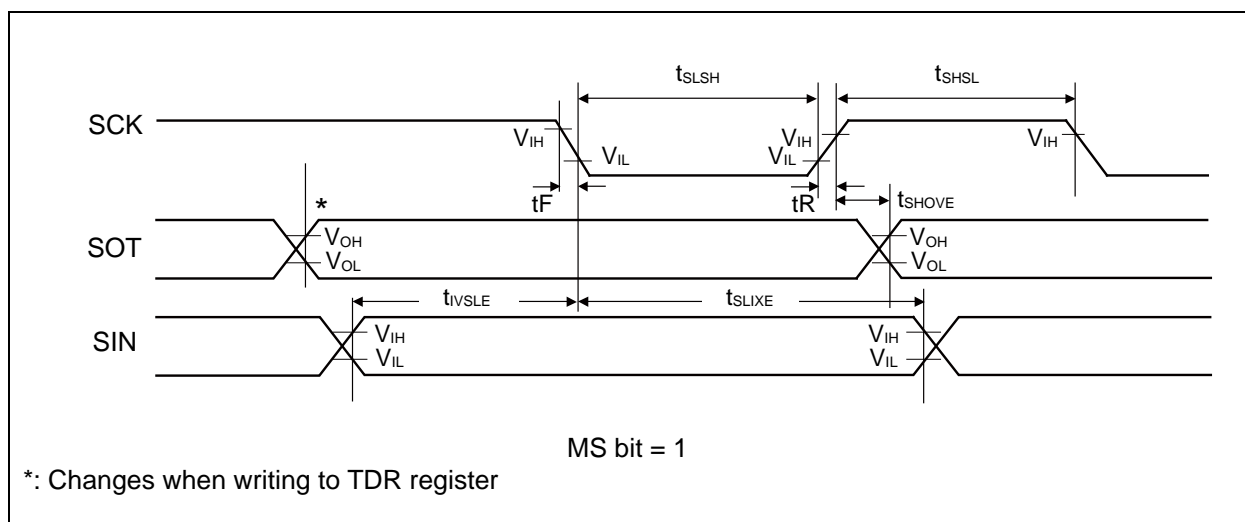 tSLSH tSHSL
SCK
VIH VIL VIH VIL VIH
tF tR tSHOVE
*
SOT
VOH VOL VOH VOL
tIVSLE tSLIXE
SIN
VIH VIL VIH VIL
MS bit = 1
*: Changes when writing to TDR register